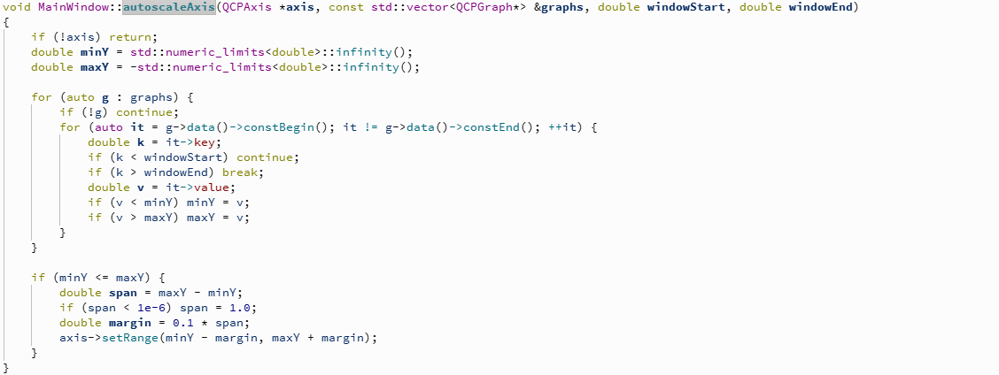 void MainWindow::autoscaleAxis(QCPAxis *axis, const std::vector<QCPGraph*> &graphs, double windowStart, double windowEnd)
{
    if (!axis) return;
    double minY = std::numeric_limits<double>::infinity();
    double maxY = -std::numeric_limits<double>::infinity();

    for (auto g : graphs) {
        if (!g) continue;
        for (auto it = g->data()->constBegin(); it != g->data()->constEnd(); ++it) {
            double k = it->key;
            if (k < windowStart) continue;
            if (k > windowEnd) break;
            double v = it->value;
            if (v < minY) minY = v;
            if (v > maxY) maxY = v;
        }
    }

    if (minY <= maxY) {
        double span = maxY - minY;
        if (span < 1e-6) span = 1.0;
        double margin = 0.1 * span;
        axis->setRange(minY - margin, maxY + margin);
    }
}